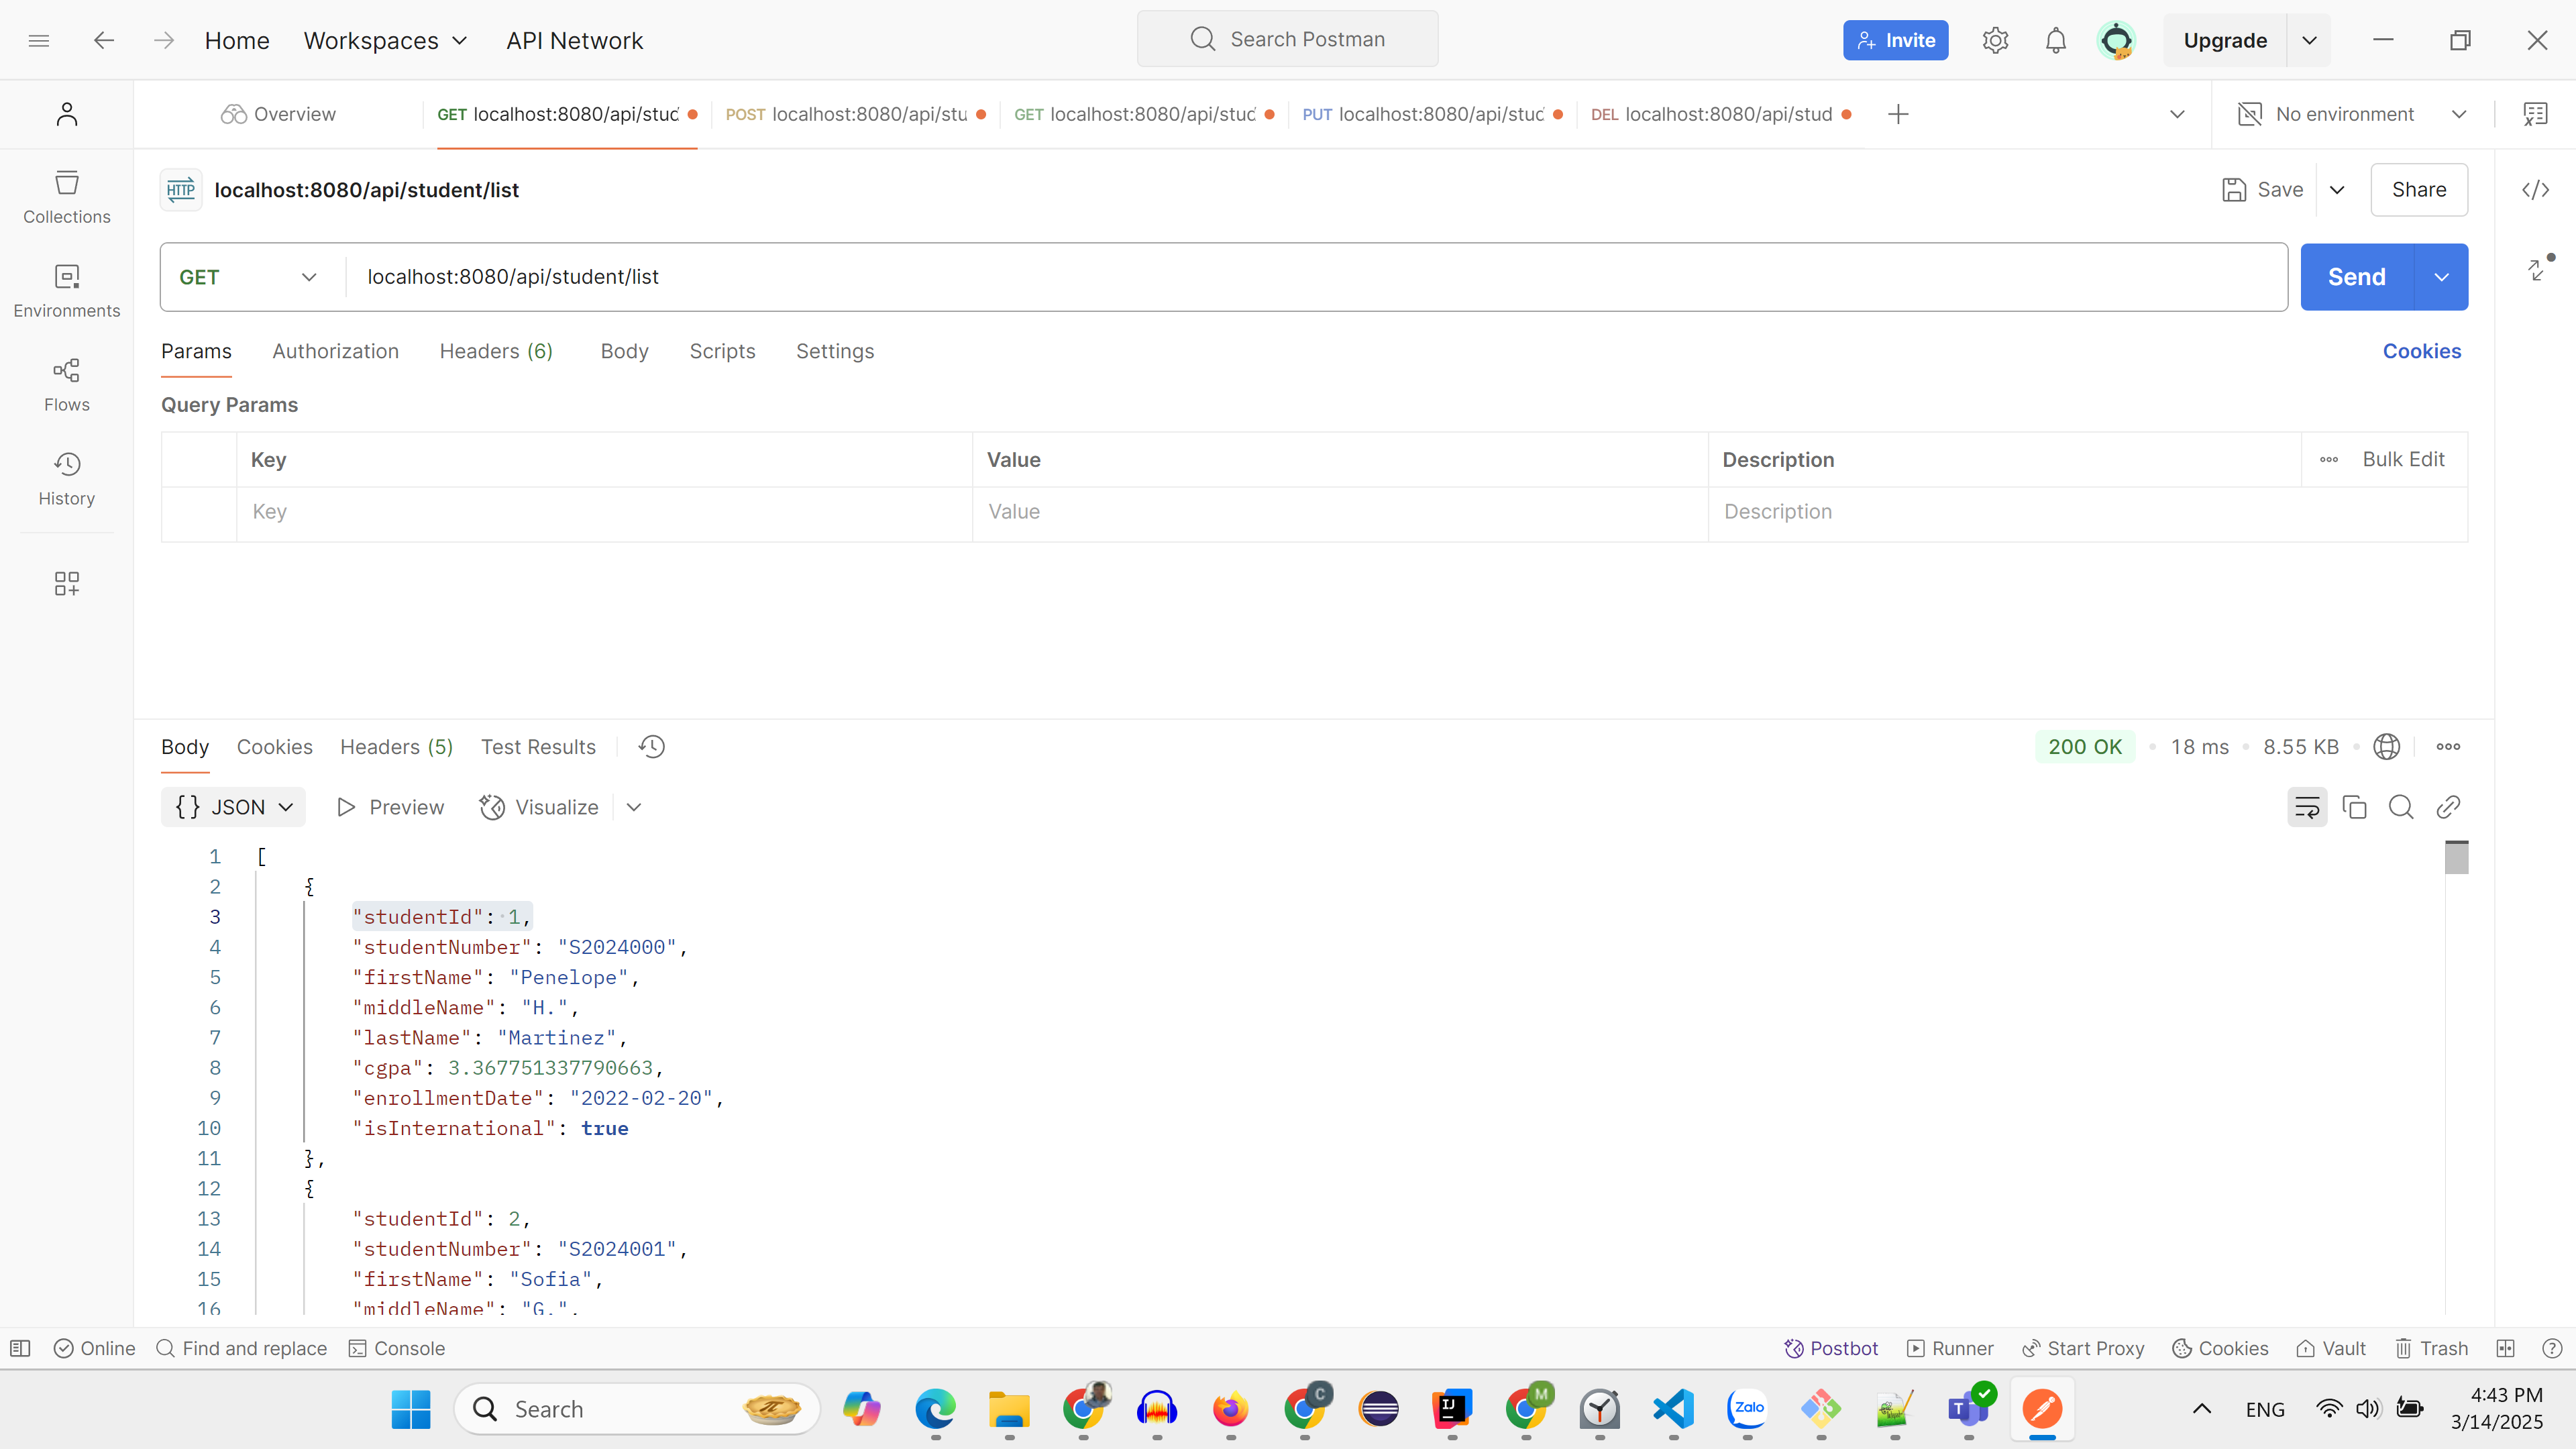 Home Workspaces API Network Search Postman Invite Upgrade
Overview GET localhost:8080/api/stud POST localhost:8080/api/stu GET localhost:8080/api/stud PUT localhost:8080/api/stud DEL localhost:8080/api/stud No environment
HTTP localhost:8080/api/student/list Save Share
Collections
Environments
Flows
History
GET localhost:8080/api/student/list Send
Params Authorization Headers (6) Body Scripts Settings Cookies
Query Params
Key Value Description Bulk Edit
Key Value Description
Body Cookies Headers (5) Test Results 200 OK 18 ms 8.55 KB
{} JSON Preview Visualize
1 [
2 {
3 "studentId": 1,
4 "studentNumber": "S2024000",
5 "firstName": "Penelope",
6 "middleName": "H.",
7 "lastName": "Martinez",
8 "cgpa": 3.367751337790663,
9 "enrollmentDate": "2022-02-20",
10 "isInternational": true
11 },
12 {
13 "studentId": 2,
14 "studentNumber": "S2024001",
15 "firstName": "Sofia",
16 "middleName": "G.",
Online Find and replace Console Postbot Runner Start Proxy Cookies Vault Trash
Search C IJ M Zalo T ENG 4:43 PM
3/14/2025